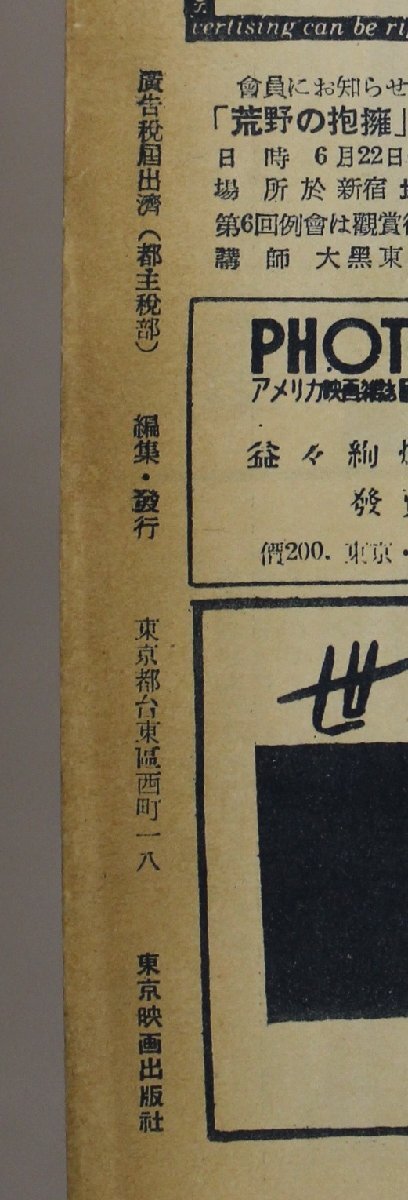 vertising can be ri
會員にお知らせ
「荒野の抱擁」
日時 6月22日
場所於新宿
第6回例會は觀賞
講師 大黑東
PHOT
アメリカ映画雑誌
益々絢
發
價200. 東京・
世
廣告税屆出濟(都主税部) 編集・發行 東京都台東區西町一八 東京映画出版社